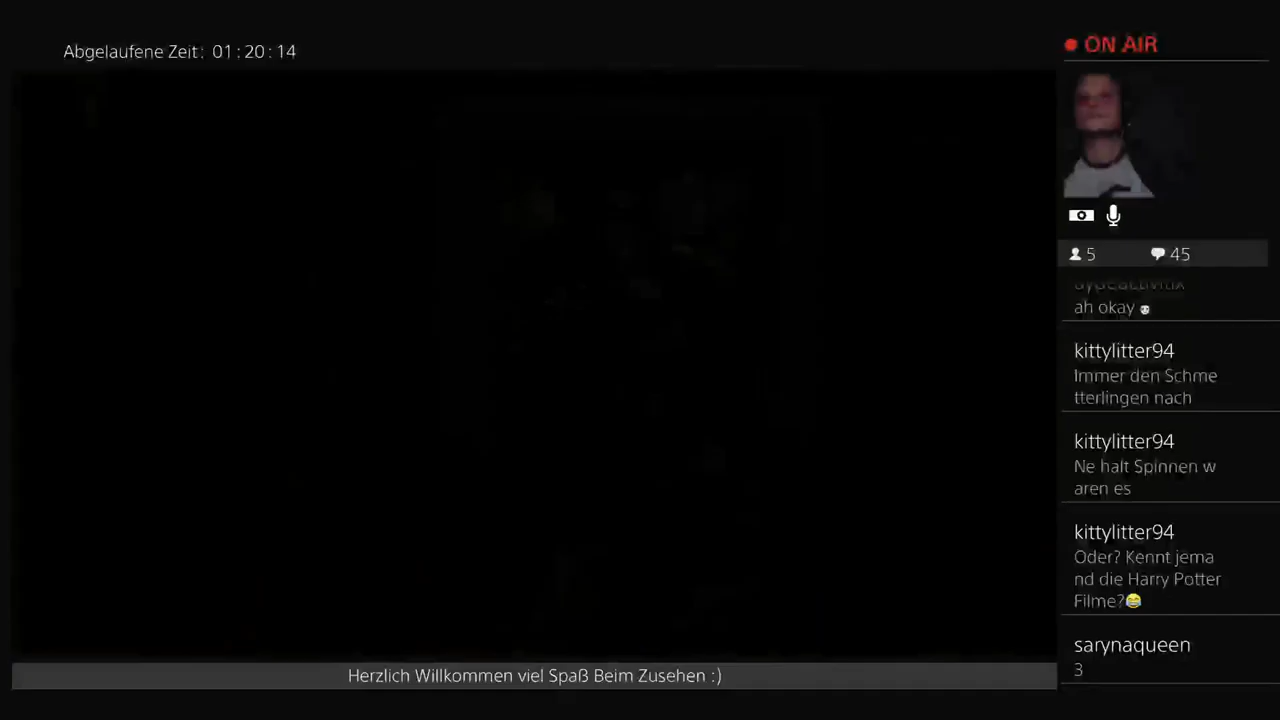 Abgelaufene Zeit: 01:20:14
ON AIR
5 45
ah okay
kittylitter94
Immer den Schme
tterlingen nach
kittylitter94
Ne halt Spinnen w
aren es
kittylitter94
Oder? Kennt jema
nd die Harry Potter
Filme?😂
sarynaqueen
3
Herzlich Willkommen viel Spaß Beim Zusehen :)